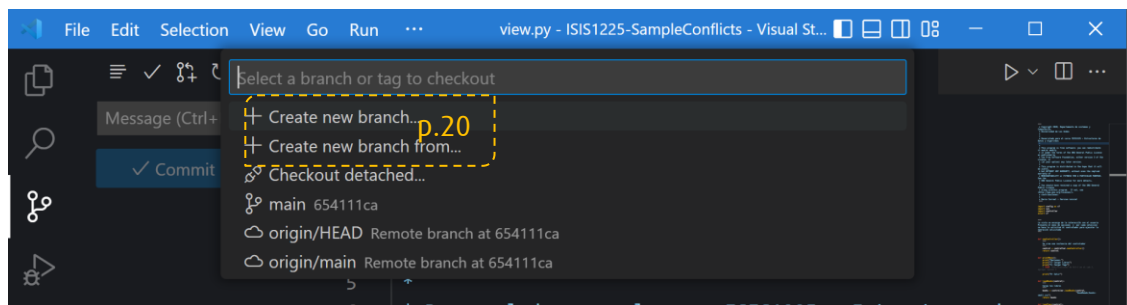 File Edit Selection View Go Run ··· view.py - ISIS1225-SampleConflicts - Visual St...
Select a branch or tag to checkout
Message (Ctrl+
+ Create new branch...
p.20
+ Create new branch from...
✓ Commit
Checkout detached...
main 654111ca
origin/HEAD Remote branch at 654111ca
origin/main Remote branch at 654111ca
5 *